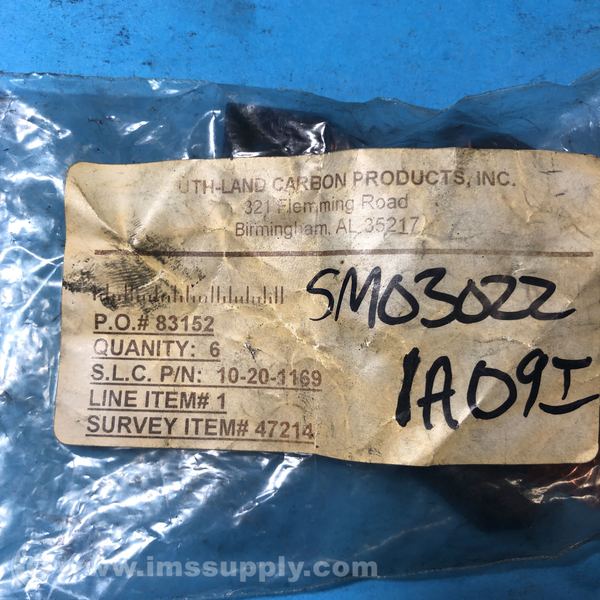 UTH-LAND CARBON PRODUCTS, INC.
321 Flemming Road
Birmingham, AL 35217
P.O.# 83152
QUANITY: 6
S.L.C. P/N: 10-20-1169
LINE ITEM# 1
SURVEY ITEM# 47214
SM03022
1A09I
www.imssupply.com